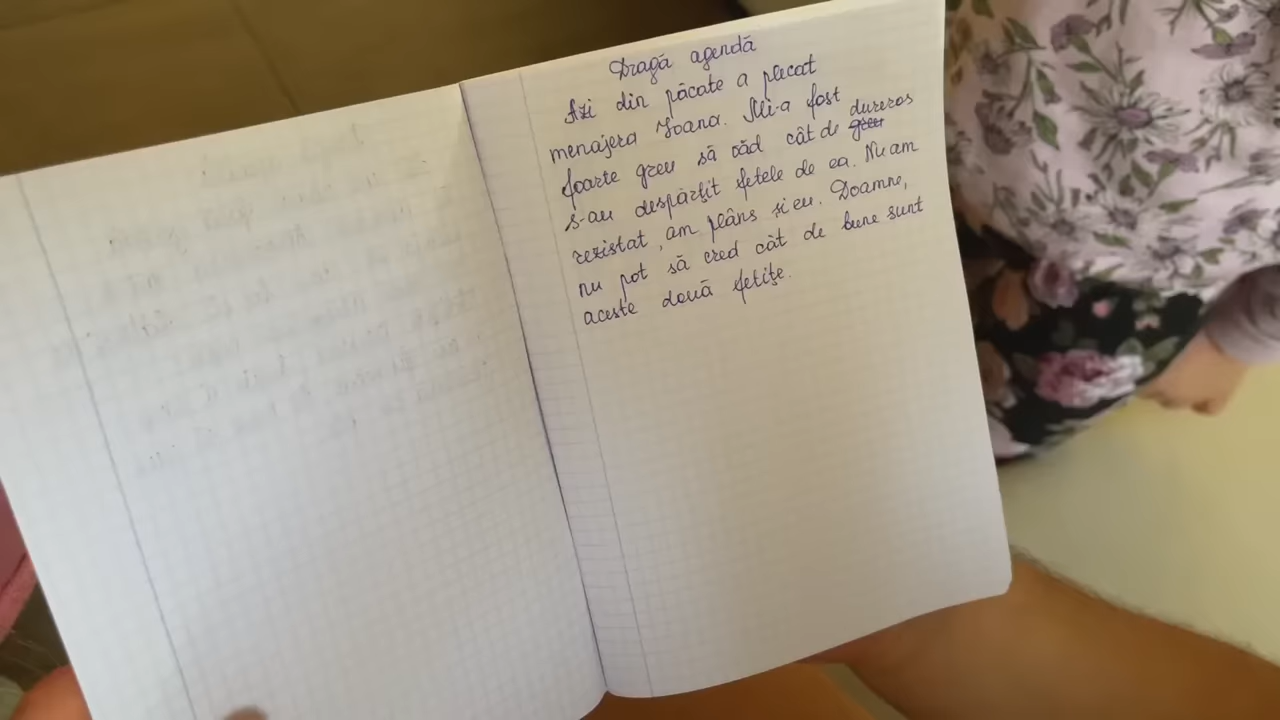 Dragă agendă
Azi din păcate a plecat
menajera Ioana. Mi-a fost
foarte greu să văd cât de greu dureros
s-au despărțit fetele de ea. Nu am
rezistat, am plâns și eu. Doamne,
nu pot să cred cât de bune sunt
aceste două fetițe.